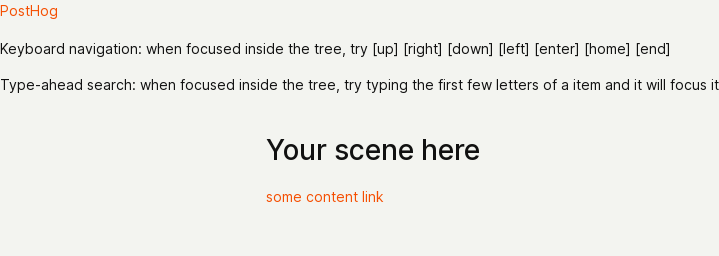 PostHog
Keyboard navigation: when focused inside the tree, try [up] [right] [down] [left] [enter] [home] [end]
Type-ahead search: when focused inside the tree, try typing the first few letters of a item and it will focus it
Your scene here
some content link